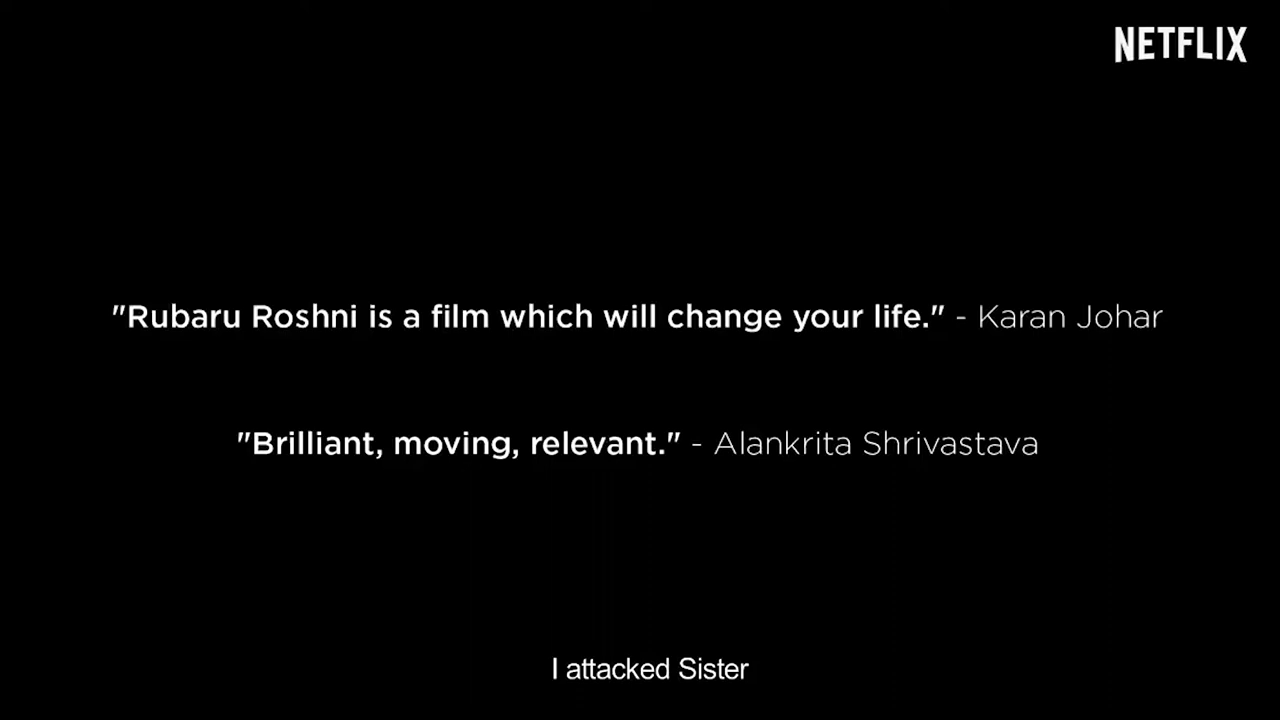 NETFLIX
"Rubaru Roshni is a film which will change your life." - Karan Johar
"Brilliant, moving, relevant." - Alankrita Shrivastava
I attacked Sister